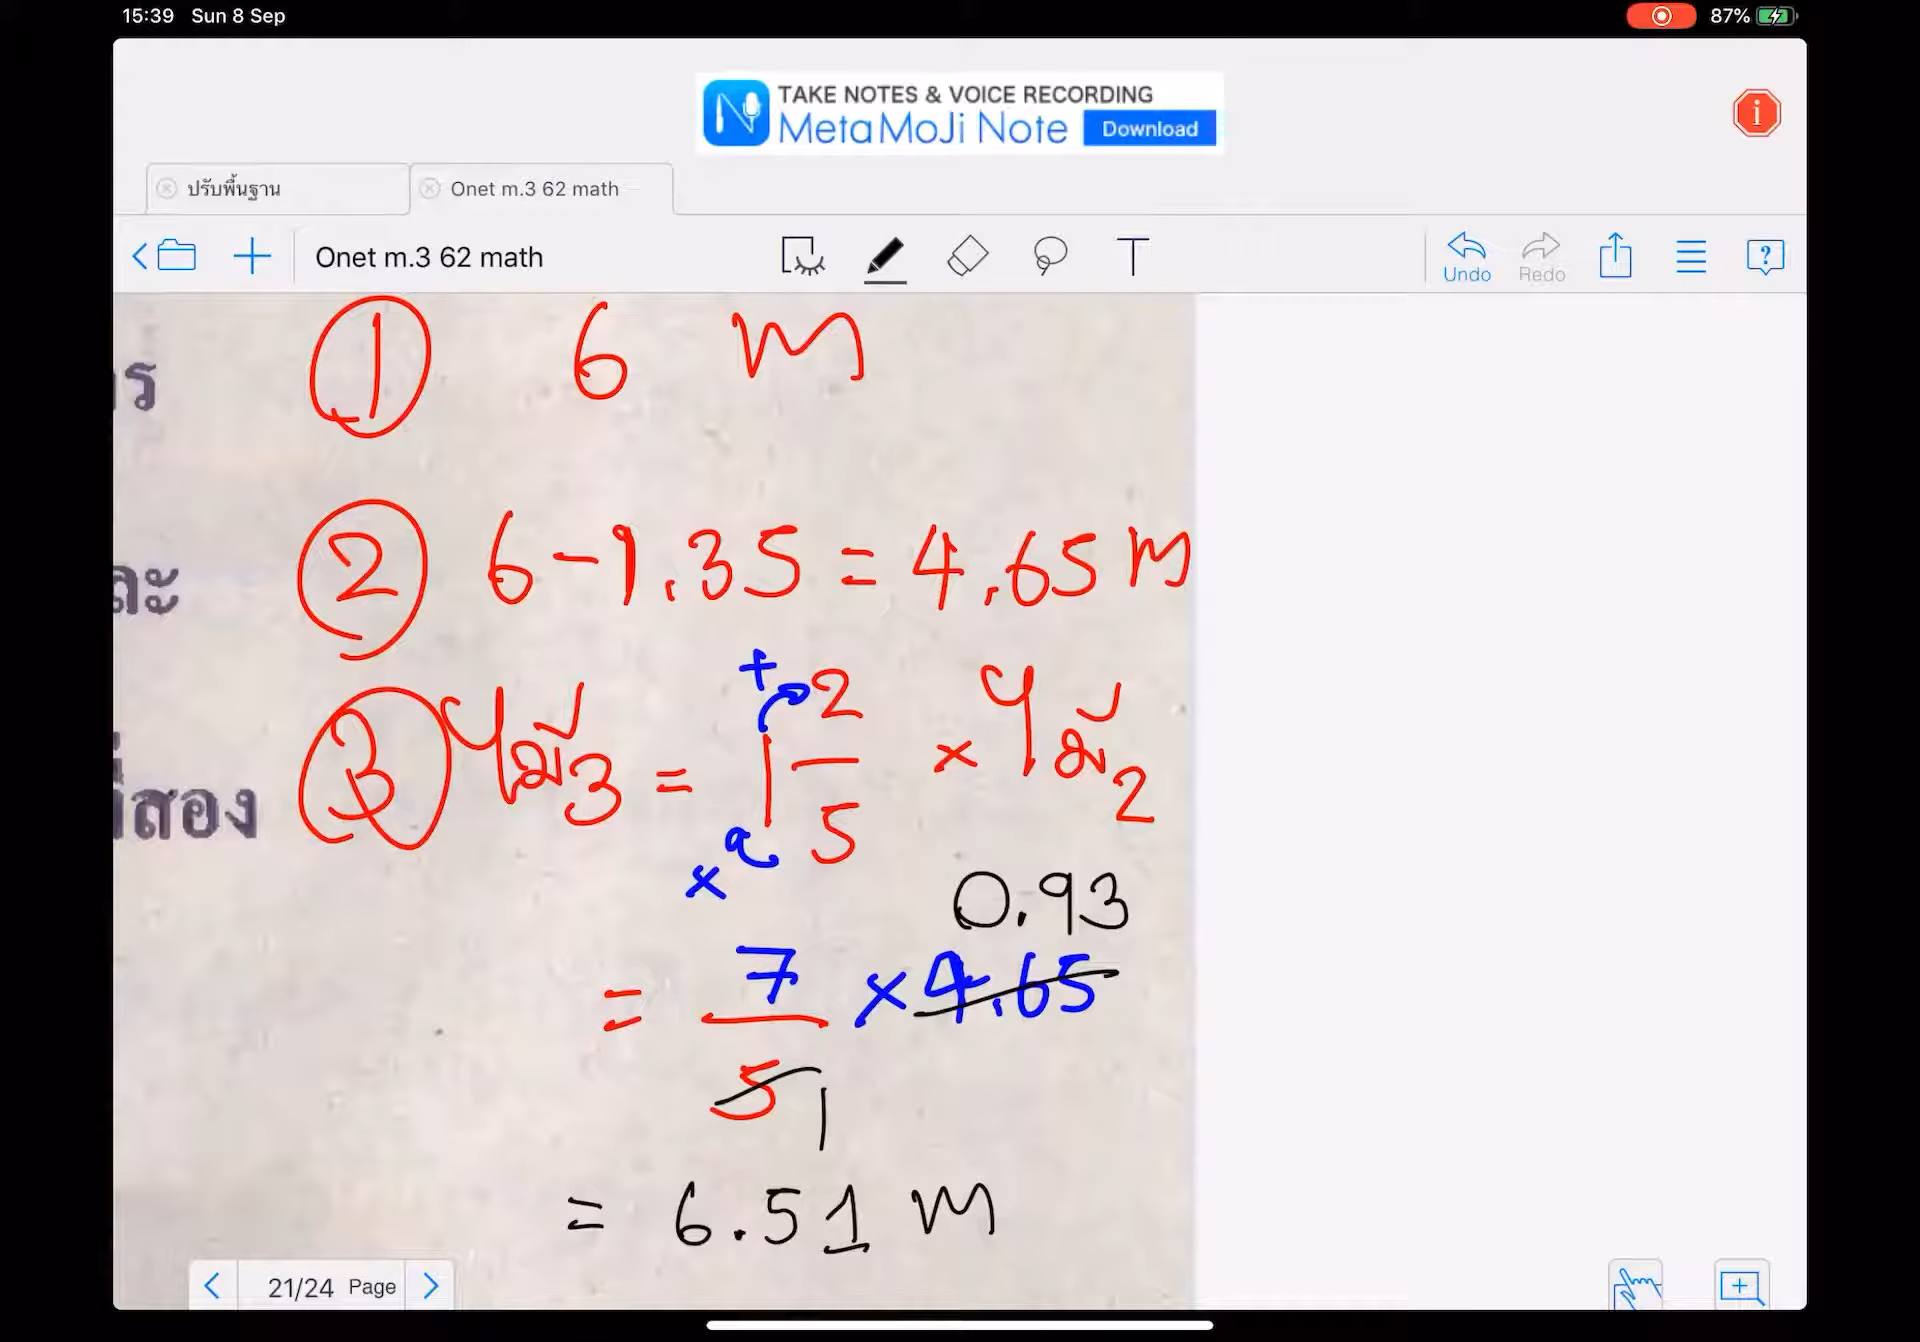 15:39 Sun 8 Sep
87%
TAKE NOTES & VOICE RECORDING
MetaMoJi Note Download
ปรับพื้นฐาน
Onet m.3 62 math
Onet m.3 62 math
T
Undo
Redo
① 6 m
② 6-1.35 = 4.65 m
ละ
③ ไม้3 = 1 2/5 × ไม้2
+
×
ที่สอง
0.93
= 7/5 × 4.65
1
= 6.51 m
21/24 Page